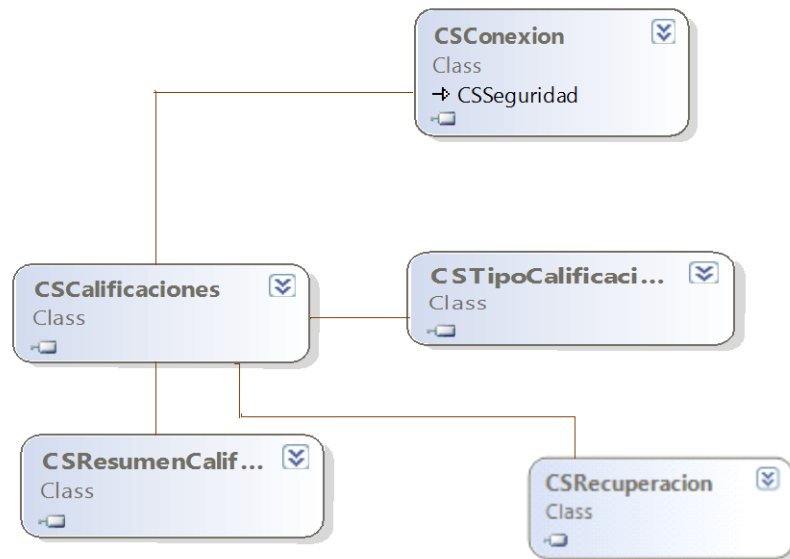 CSConexion
Class
CSSeguridad
CSCalificaciones
Class
CSTipoCalificaci...
Class
CSResumenCalif...
Class
CSRecuperacion
Class